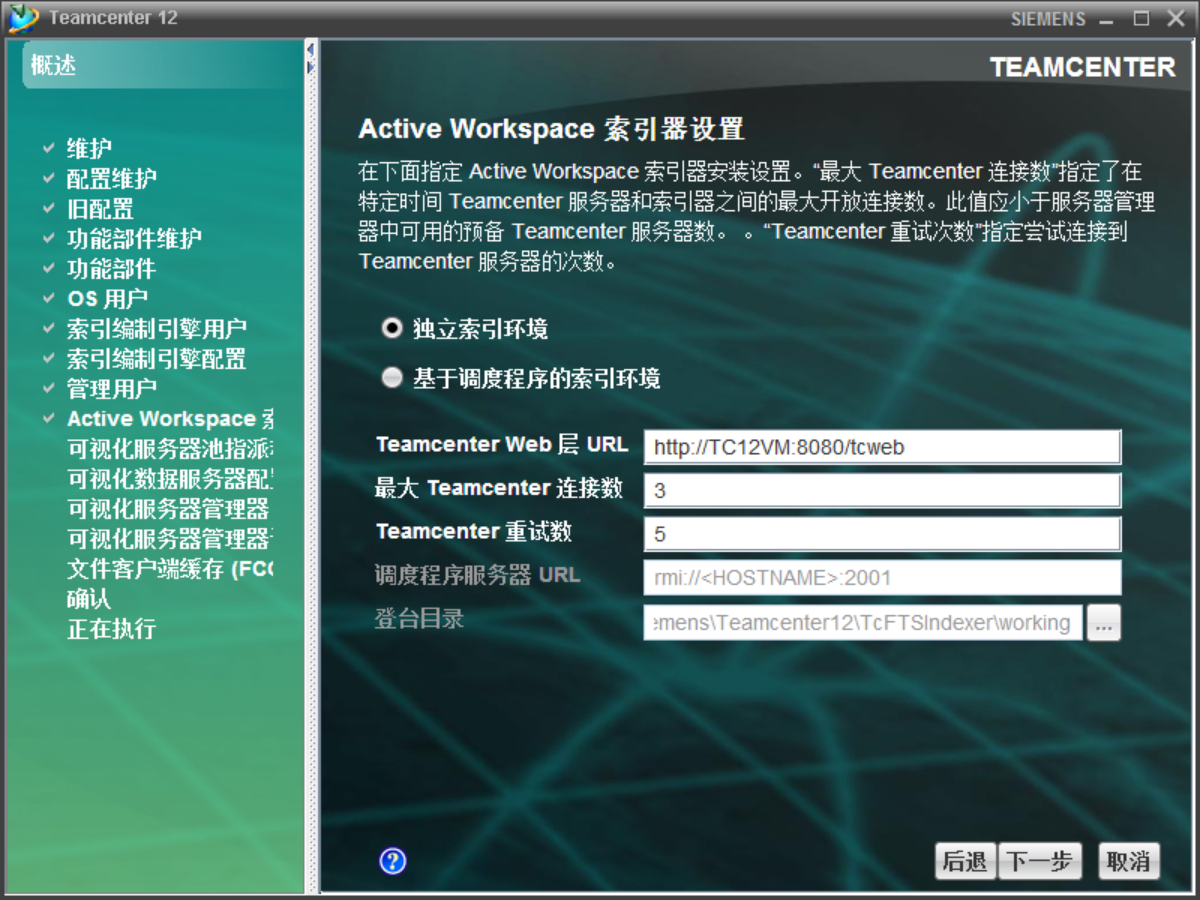 Teamcenter 12
SIEMENS
概述
TEAMCENTER
维护
配置维护
旧配置
功能部件维护
功能部件
OS 用户
索引编制引擎用户
索引编制引擎配置
管理用户
Active Workspace 索
可视化服务器池指派
可视化数据服务器配
可视化服务器管理器
可视化服务器管理器
文件客户端缓存 (FCC
确认
正在执行
Active Workspace 索引器设置
在下面指定 Active Workspace 索引器安装设置。“最大 Teamcenter 连接数”指定了在
特定时间 Teamcenter 服务器和索引器之间的最大开放连接数。此值应小于服务器管理
器中可用的预备 Teamcenter 服务器数。 。“Teamcenter 重试次数”指定尝试连接到
Teamcenter 服务器的次数。
独立索引环境
基于调度程序的索引环境
Teamcenter Web 层 URL http://TC12VM:8080/tcweb
最大 Teamcenter 连接数 3
Teamcenter 重试数 5
调度程序服务器 URL rmi://<HOSTNAME>:2001
登台目录 emens\Teamcenter12\TcFTSIndexer\working ...
?
后退 下一步 取消